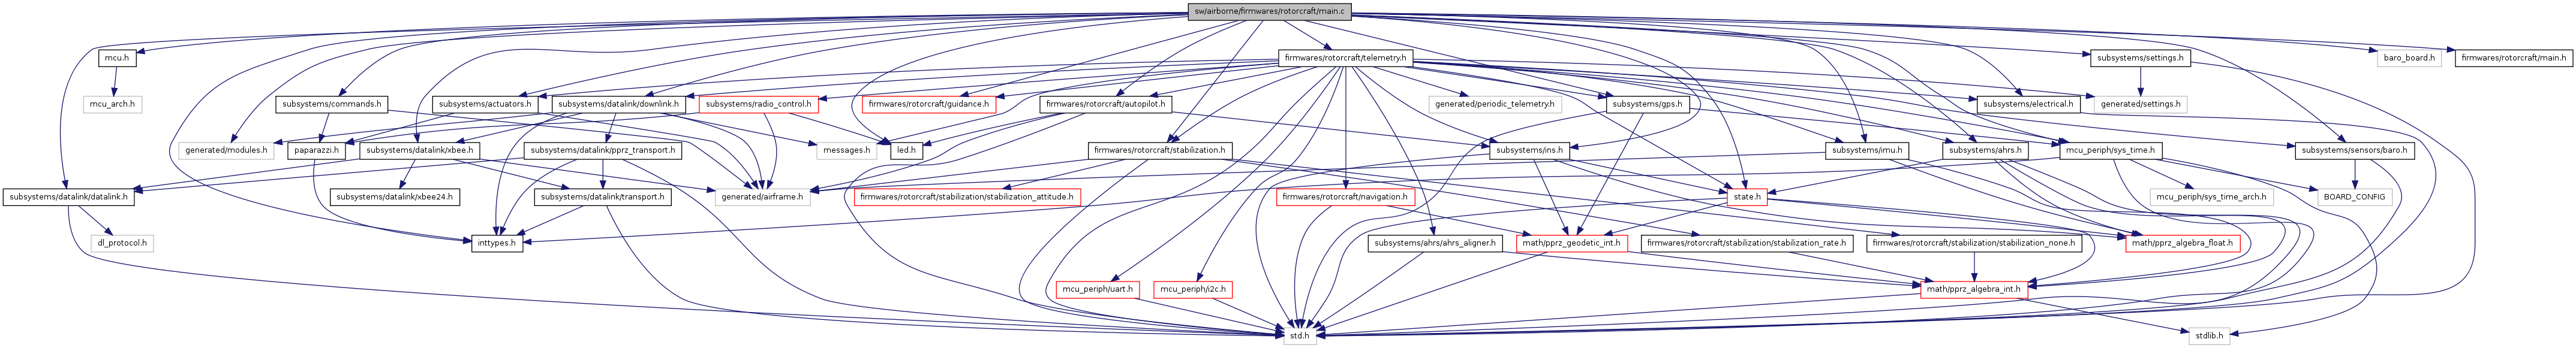 sw/airborne/firmwares/rotorcraft/main.c
mcu.h
firmwares/rotorcraft/telemetry.h
subsystems/settings.h
baro_board.h
firmwares/rotorcraft/main.h
mcu_arch.h
subsystems/commands.h
subsystems/actuators.h
subsystems/datalink/downlink.h
subsystems/radio_control.h
firmwares/rotorcraft/guidance.h
firmwares/rotorcraft/autopilot.h
generated/periodic_telemetry.h
subsystems/gps.h
subsystems/electrical.h
generated/settings.h
generated/modules.h
paparazzi.h
subsystems/datalink/xbee.h
subsystems/datalink/pprz_transport.h
messages.h
led.h
firmwares/rotorcraft/stabilization.h
subsystems/ins.h
subsystems/imu.h
subsystems/ahrs.h
mcu_periph/sys_time.h
subsystems/sensors/baro.h
subsystems/datalink/datalink.h
subsystems/datalink/xbee24.h
subsystems/datalink/transport.h
generated/airframe.h
firmwares/rotorcraft/stabilization/stabilization_attitude.h
firmwares/rotorcraft/navigation.h
state.h
mcu_periph/sys_time_arch.h
BOARD_CONFIG
dl_protocol.h
inttypes.h
subsystems/ahrs/ahrs_aligner.h
math/pprz_geodetic_int.h
firmwares/rotorcraft/stabilization/stabilization_rate.h
firmwares/rotorcraft/stabilization/stabilization_none.h
math/pprz_algebra_float.h
mcu_periph/uart.h
mcu_periph/i2c.h
math/pprz_algebra_int.h
std.h
stdlib.h